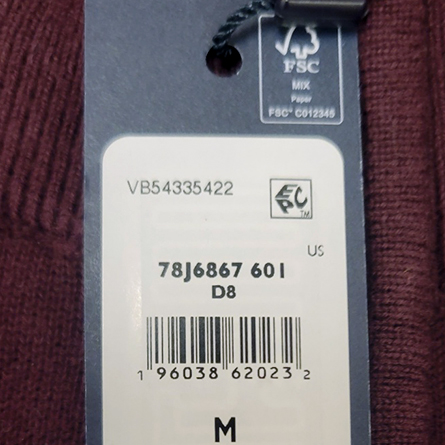 FSC
MIX
Paper
FSC® C012345
VB54335422
EPC
TM
US
78J6867 601
D8
1 96038 62023 2
M